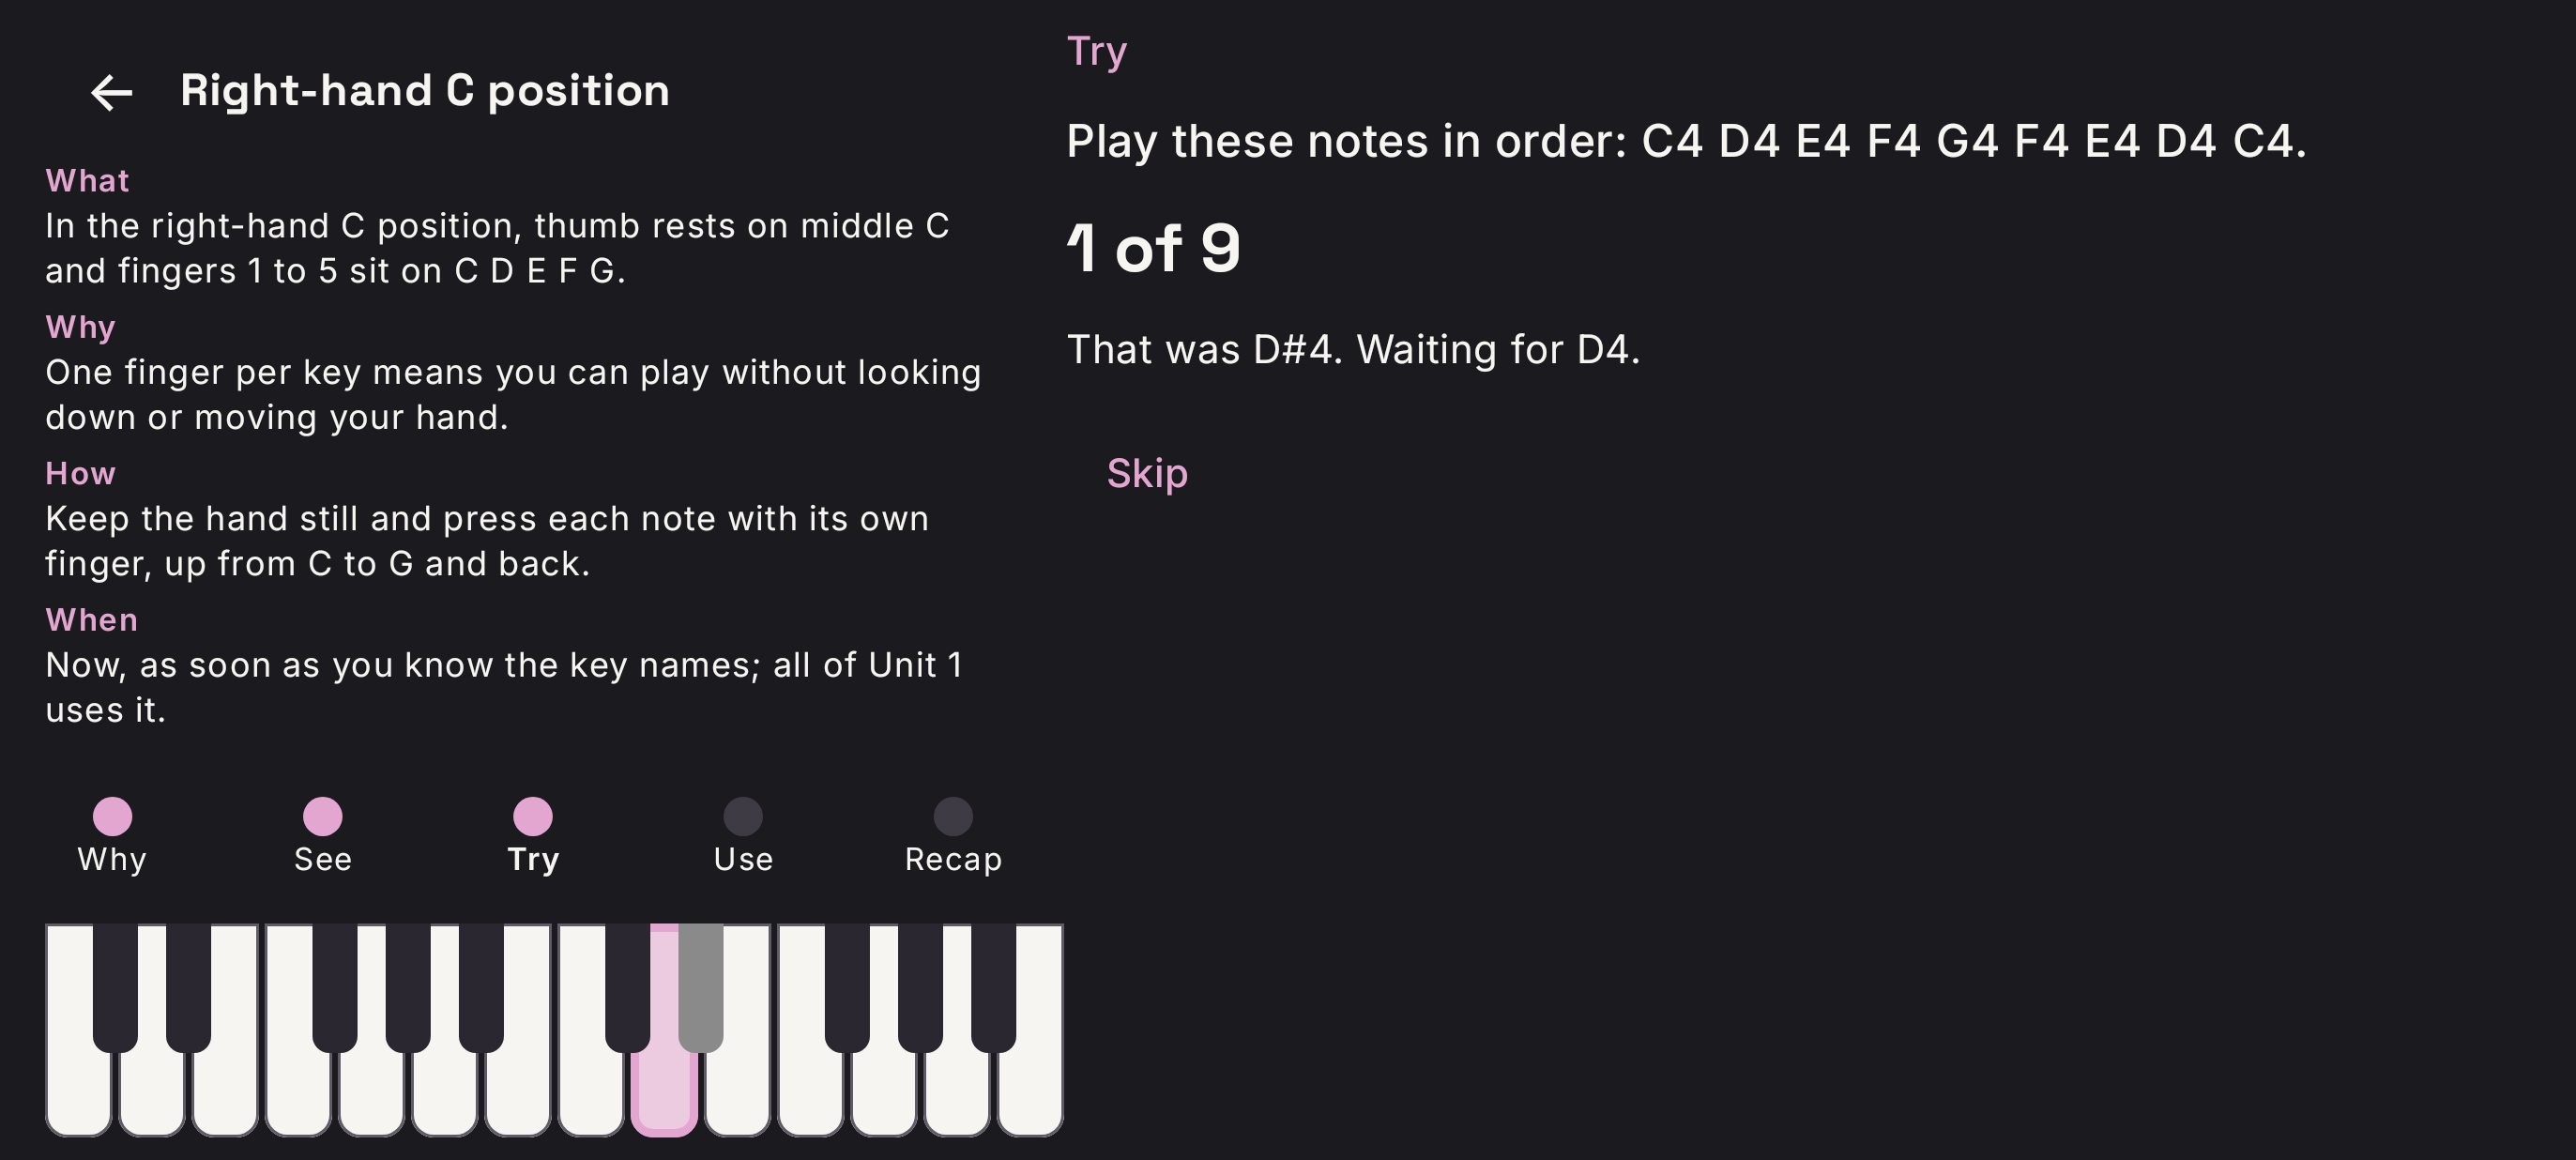 Right-hand C position
What
In the right-hand C position, thumb rests on middle C
and fingers 1 to 5 sit on C D E F G.
Why
One finger per key means you can play without looking
down or moving your hand.
How
Keep the hand still and press each note with its own
finger, up from C to G and back.
When
Now, as soon as you know the key names; all of Unit 1
uses it.
Why
See
Try
Use
Recap
Try
Play these notes in order: C4 D4 E4 F4 G4 F4 E4 D4 C4.
1 of 9
That was D#4. Waiting for D4.
Skip